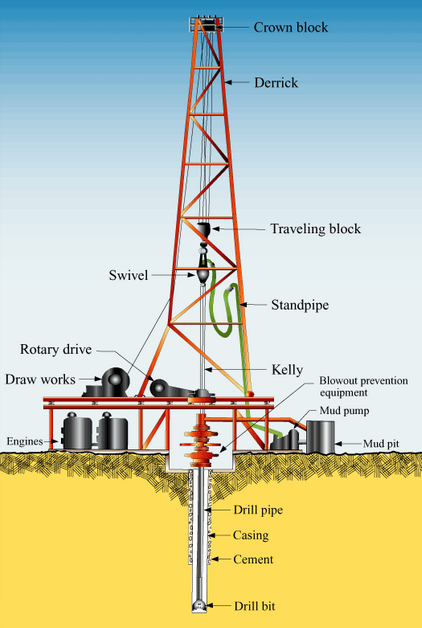 Crown block
Derrick
Traveling block
Swivel
Standpipe
Rotary drive
Kelly
Draw works
Blowout prevention
equipment
Mud pump
Engines
Mud pit
Drill pipe
Casing
Cement
Drill bit